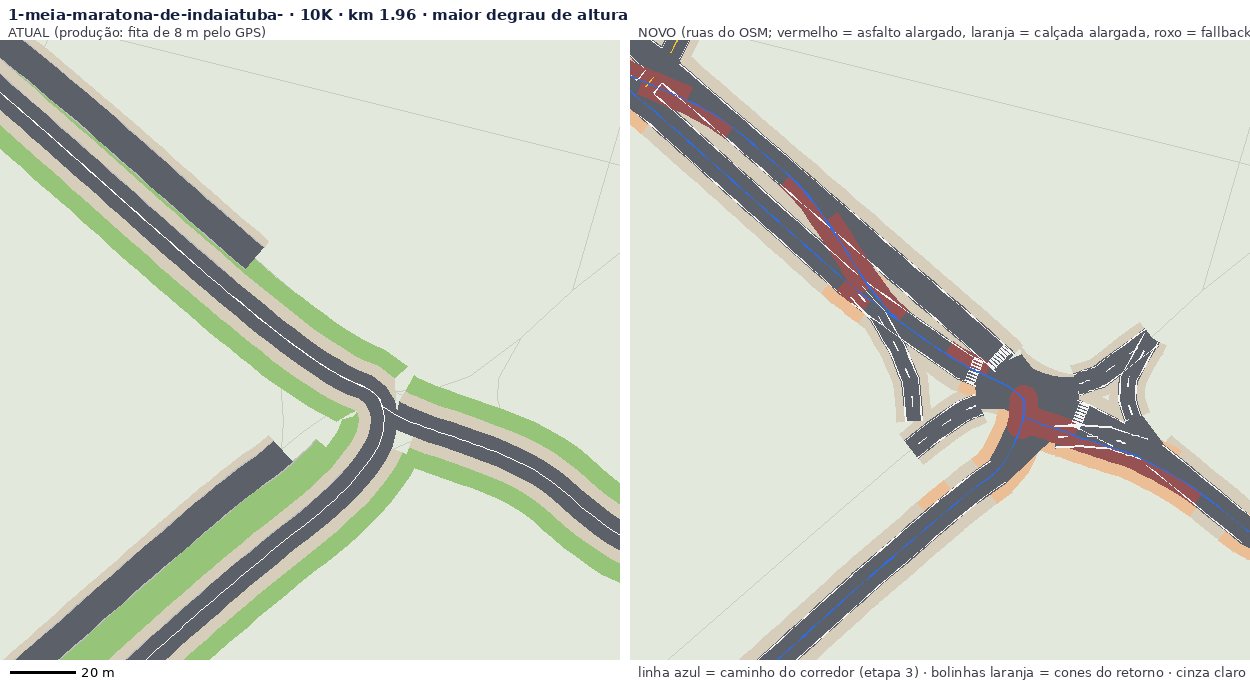 1-meia-maratona-de-indaiatuba- · 10K · km 1.96 · maior degrau de altura
ATUAL (produção: fita de 8 m pelo GPS)
NOVO (ruas do OSM; vermelho = asfalto alargado, laranja = calçada alargada, roxo = fallback
20 m
linha azul = caminho do corredor (etapa 3) · bolinhas laranja = cones do retorno · cinza claro